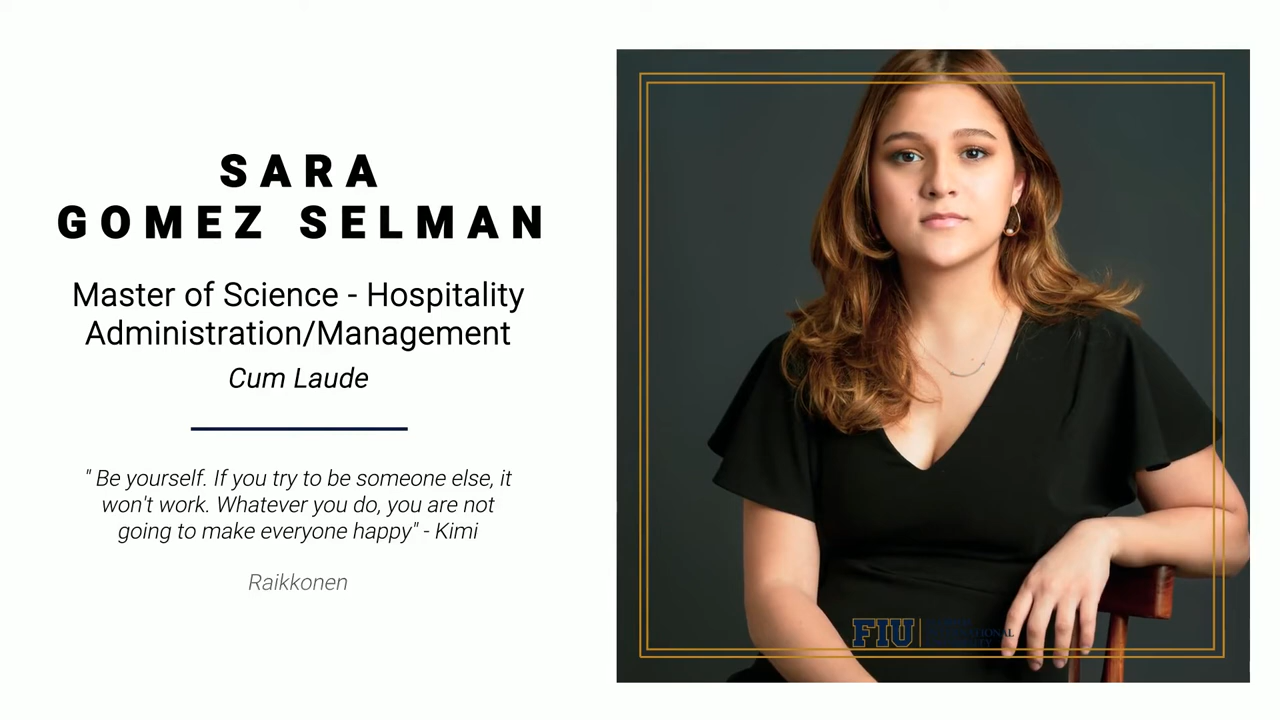 SARA
GOMEZ SELMAN
Master of Science - Hospitality
Administration/Management
Cum Laude
" Be yourself. If you try to be someone else, it
won't work. Whatever you do, you are not
going to make everyone happy" - Kimi
Raikkonen
FIU